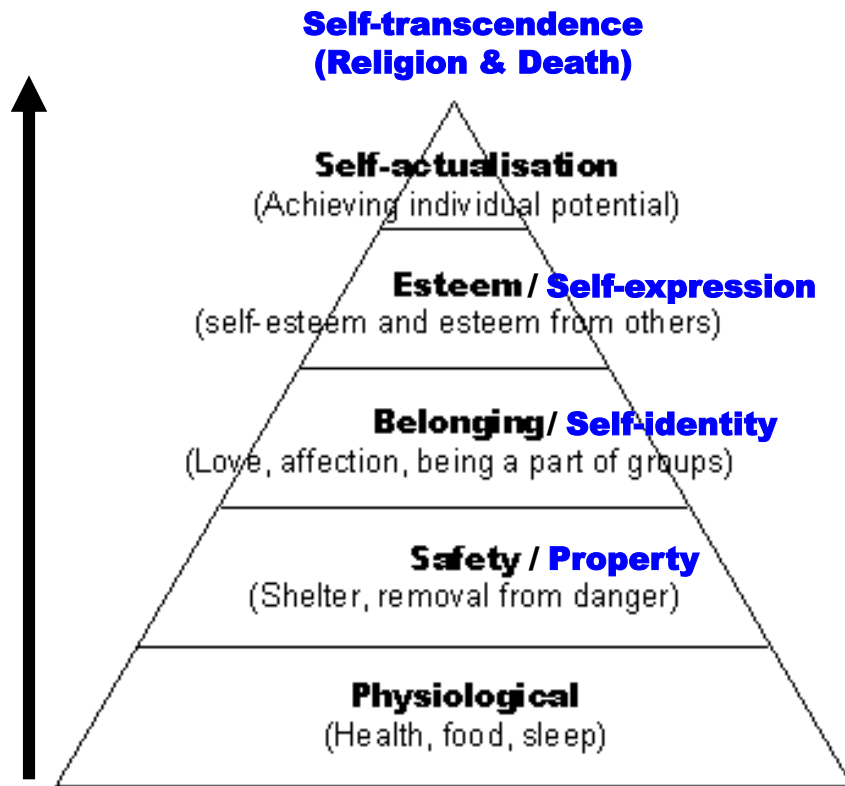 Self-transcendence
(Religion & Death)
Self-actualisation
(Achieving individual potential)
Esteem / Self-expression
(self-esteem and esteem from others)
Belonging/ Self-identity
(Love, affection, being a part of groups)
Safety / Property
(Shelter, removal from danger)
Physiological
(Health, food, sleep)